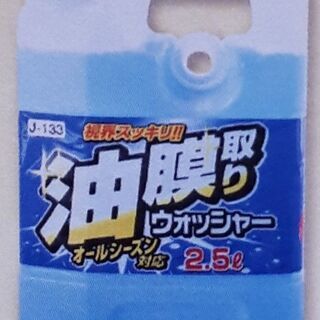 J-133
視界スッキリ!!
油膜取り
ウォッシャー
オールシーズン
対応
2.5ℓ